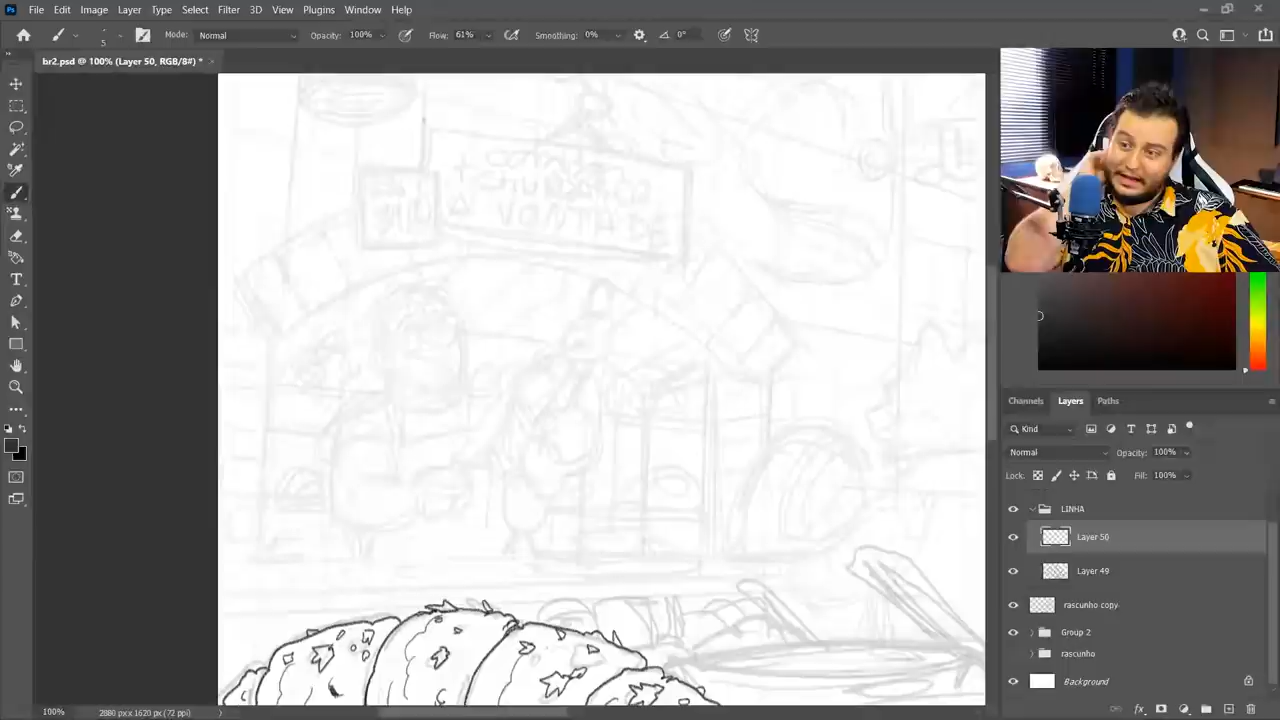 Ps File Edit Image Layer Type Select Filter 3D View Plugins Window Help
5 Mode: Normal Opacity: 100% Flow: 61% Smoothing: 0% 0°
br2.psd @ 100% (Layer 50, RGB/8#) *
Channels Layers Paths
Kind
Normal Opacity: 100%
Lock: Fill: 100%
LINHA
Layer 50
Layer 49
rascunho copy
Group 2
rascunho
Background
100% 2880 px x 1620 px (72 ppi)